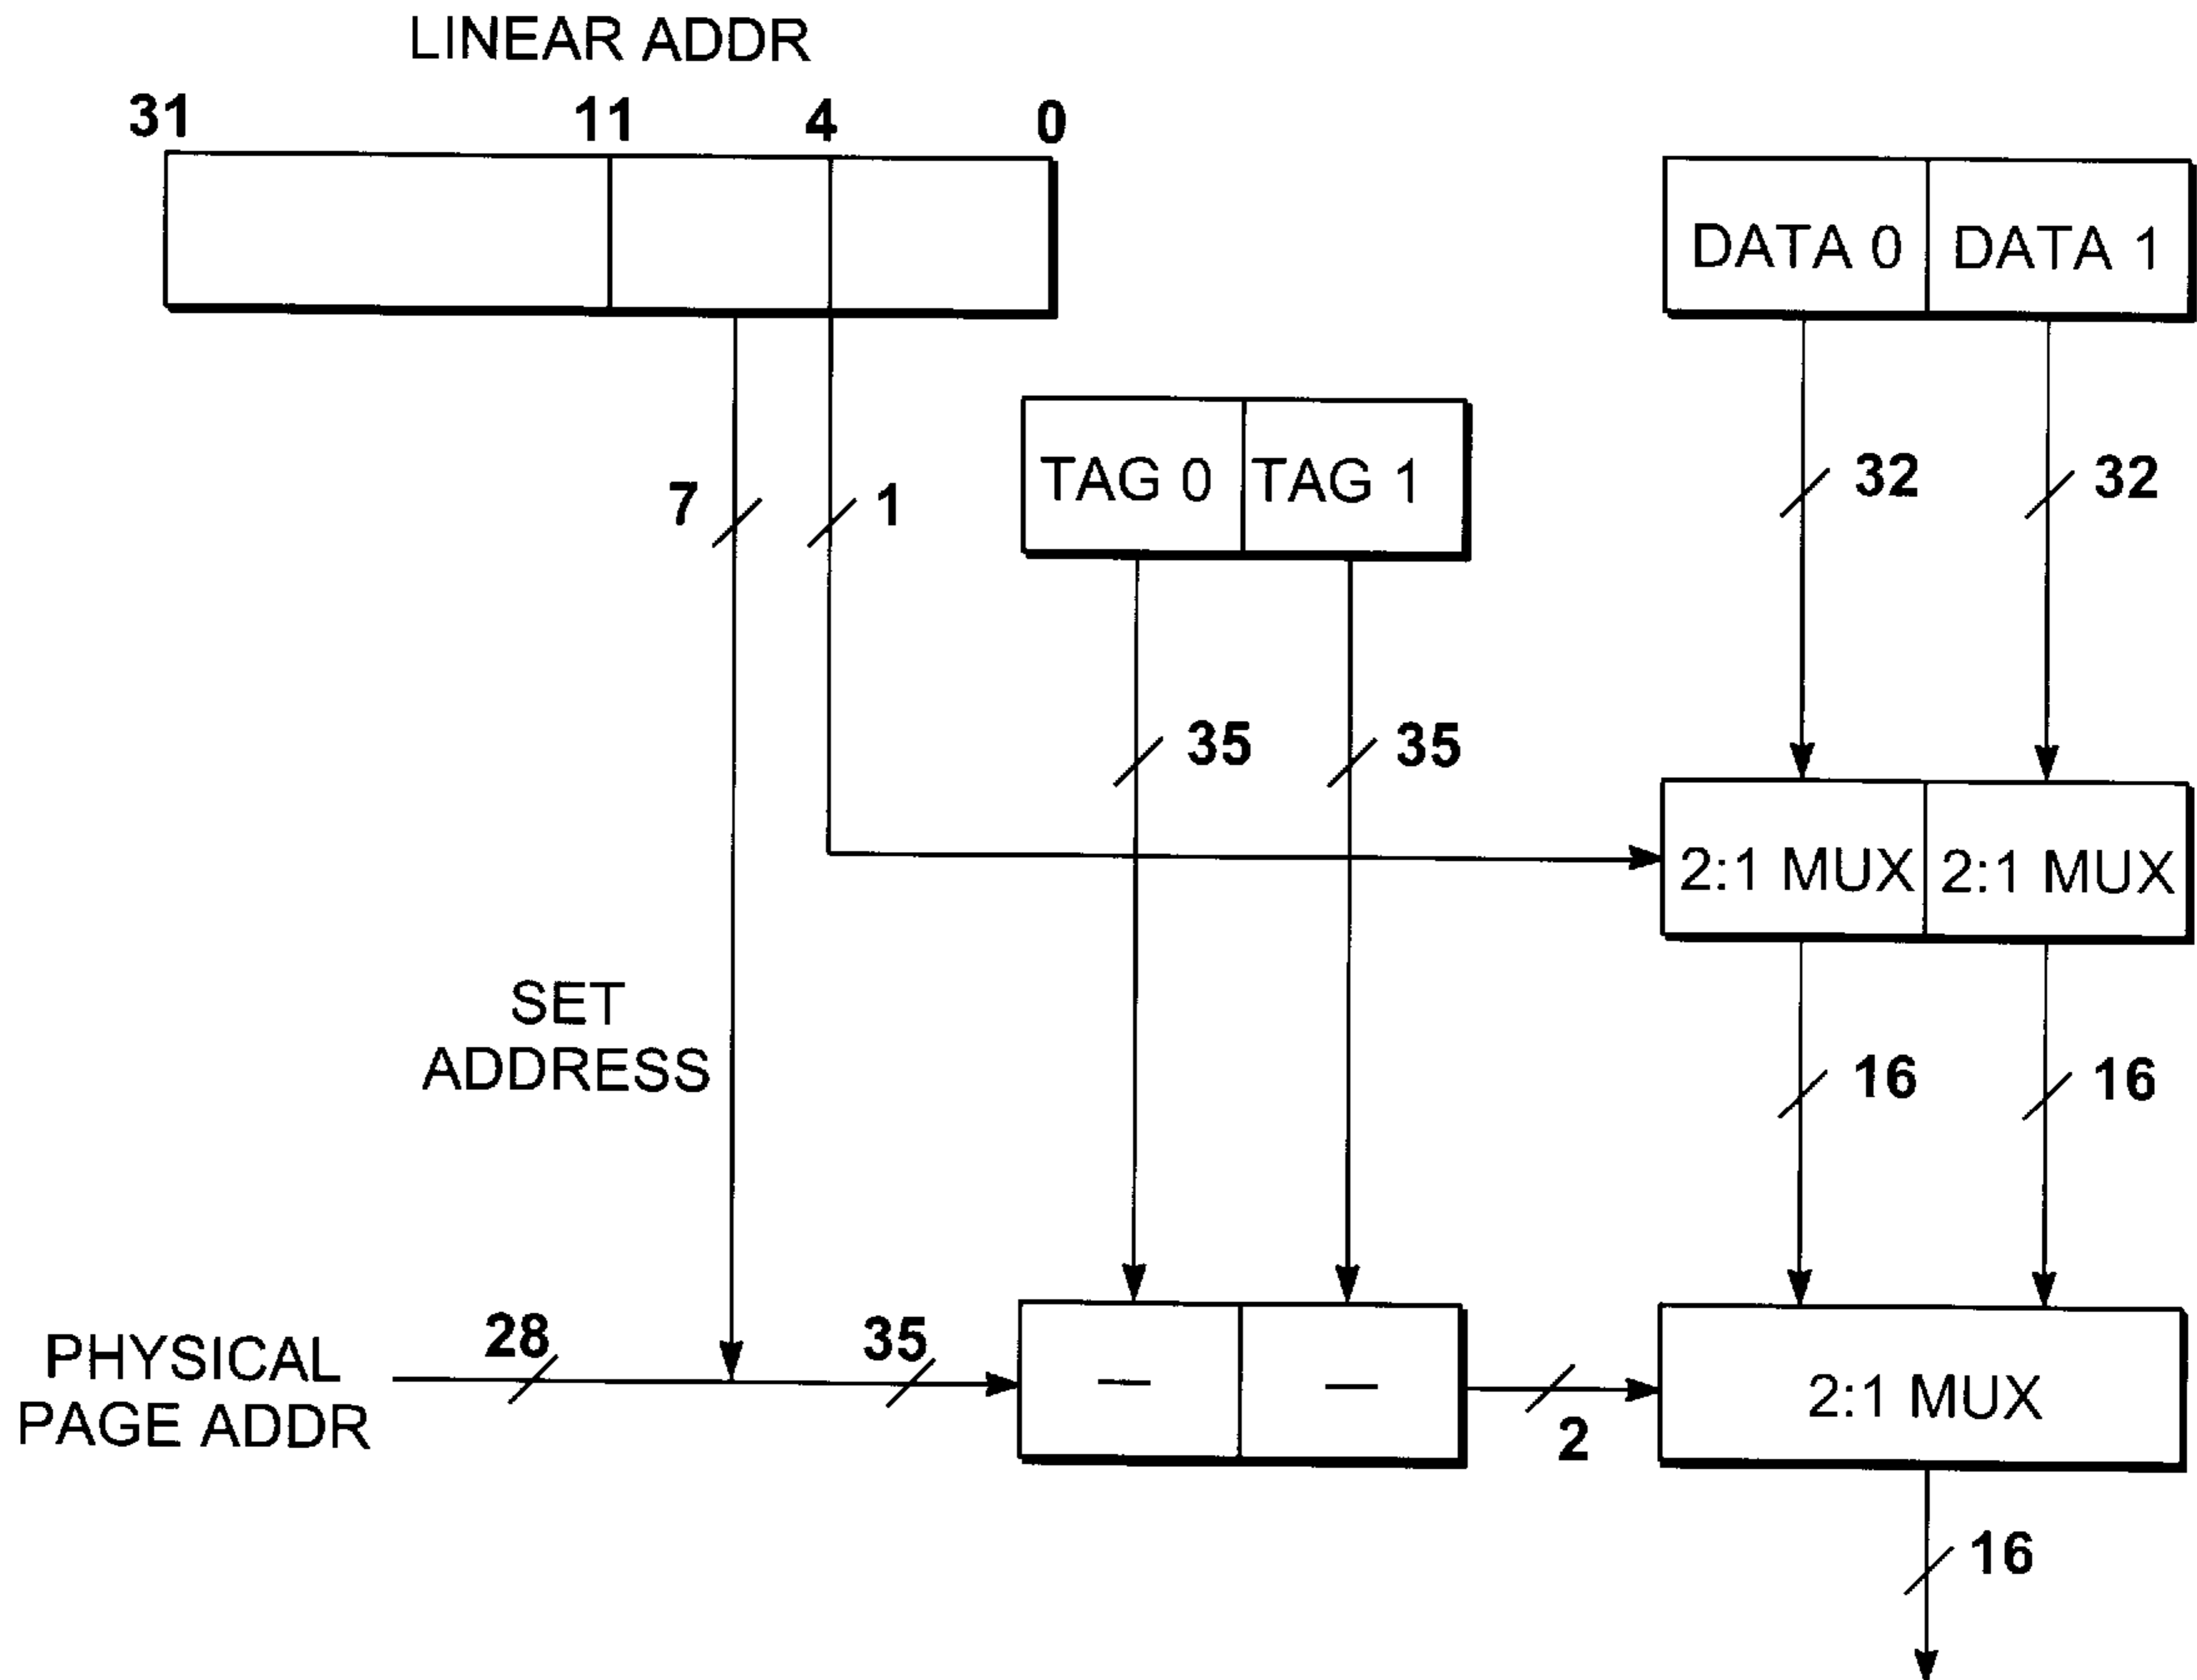 LINEAR ADDR
31 11 4 0
DATA 0 DATA 1
TAG 0 TAG 1
7 1
32 32
35 35
2:1 MUX 2:1 MUX
SET
ADDRESS
16 16
PHYSICAL
PAGE ADDR
28 35
2
2:1 MUX
16